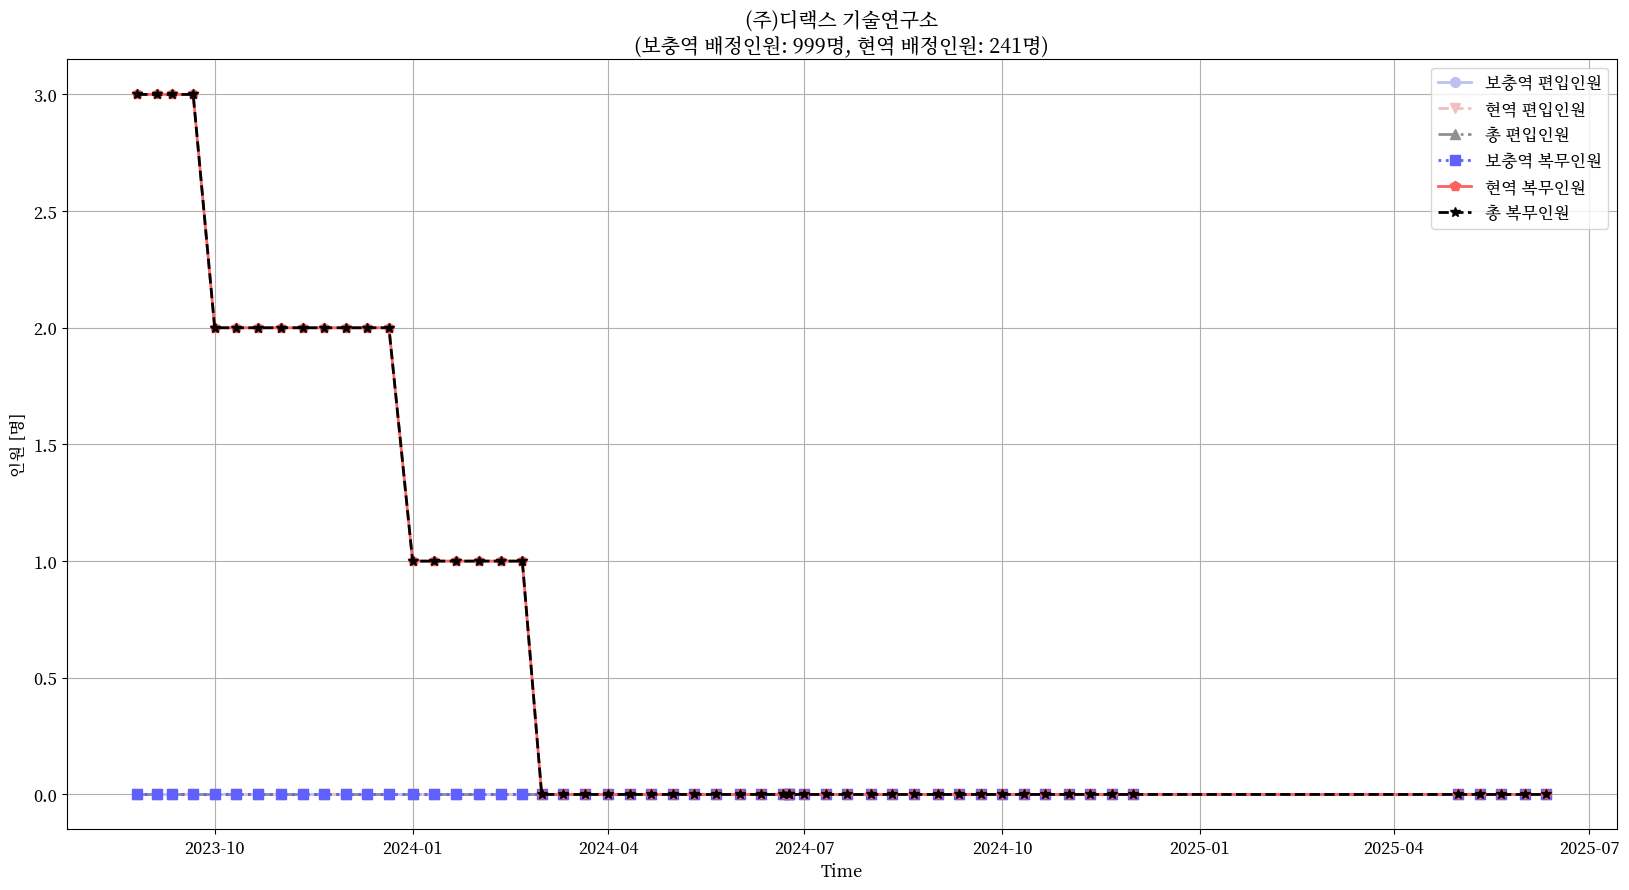 (주)디랙스 기술연구소
(보충역 배정인원: 999명, 현역 배정인원: 241명)
보충역 편입인원
현역 편입인원
총 편입인원
보충역 복무인원
현역 복무인원
총 복무인원
인원 [명]
3.0
2.5
2.0
1.5
1.0
0.5
0.0
2023-10
2024-01
2024-04
2024-07
2024-10
2025-01
2025-04
2025-07
Time